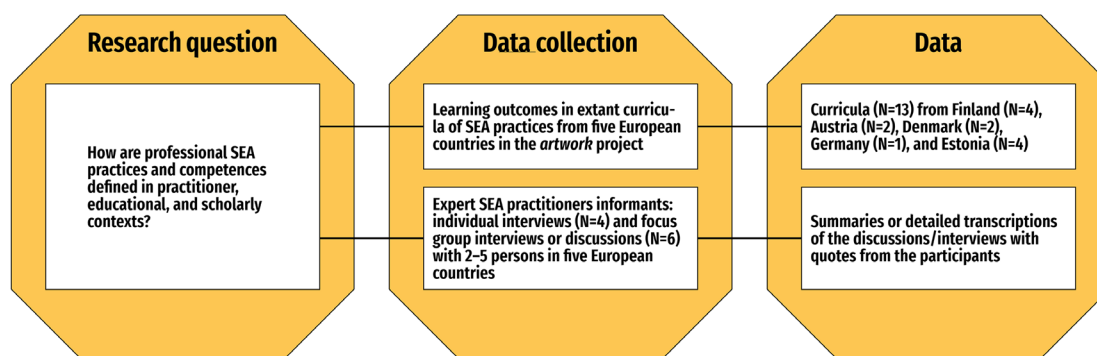 Research question
How are professional SEA
practices and competences
defined in practitioner,
educational, and scholarly
contexts?
Data collection
Learning outcomes in extant curricu-
la of SEA practices from five European
countries in the artwork project
Expert SEA practitioners informants:
individual interviews (N=4) and focus
group interviews or discussions (N=6)
with 2–5 persons in five European
countries
Data
Curricula (N=13) from Finland (N=4),
Austria (N=2), Denmark (N=2),
Germany (N=1), and Estonia (N=4)
Summaries or detailed transcriptions
of the discussions/interviews with
quotes from the participants